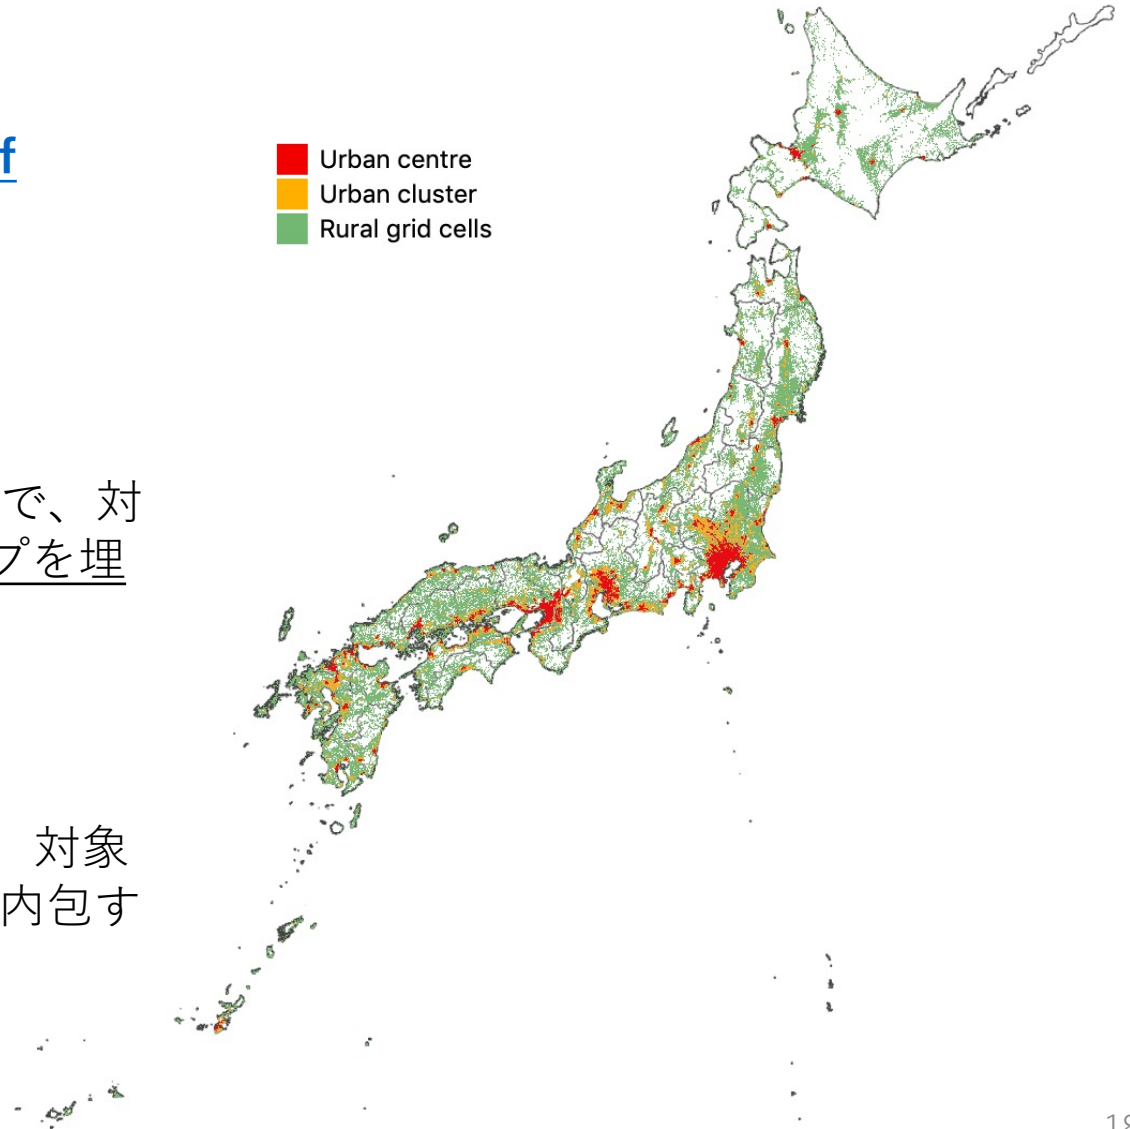 f
Urban centre
Urban cluster
Rural grid cells
で、対
プを埋
対象
内包す